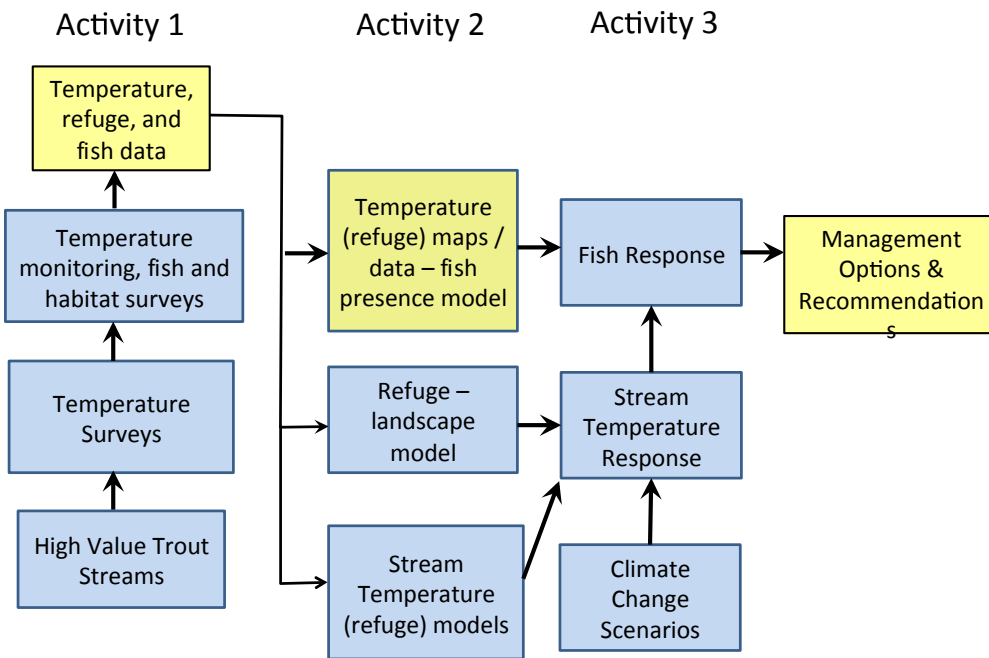 Activity 1
Activity 2
Activity 3
Temperature,
refuge, and
fish data
Temperature
monitoring, fish and
habitat surveys
Temperature
Surveys
High Value Trout
Streams
Temperature
(refuge) maps /
data – fish
presence model
Refuge –
landscape
model
Stream
Temperature
(refuge) models
Fish Response
Stream
Temperature
Response
Climate
Change
Scenarios
Management
Options &
Recommendation
s